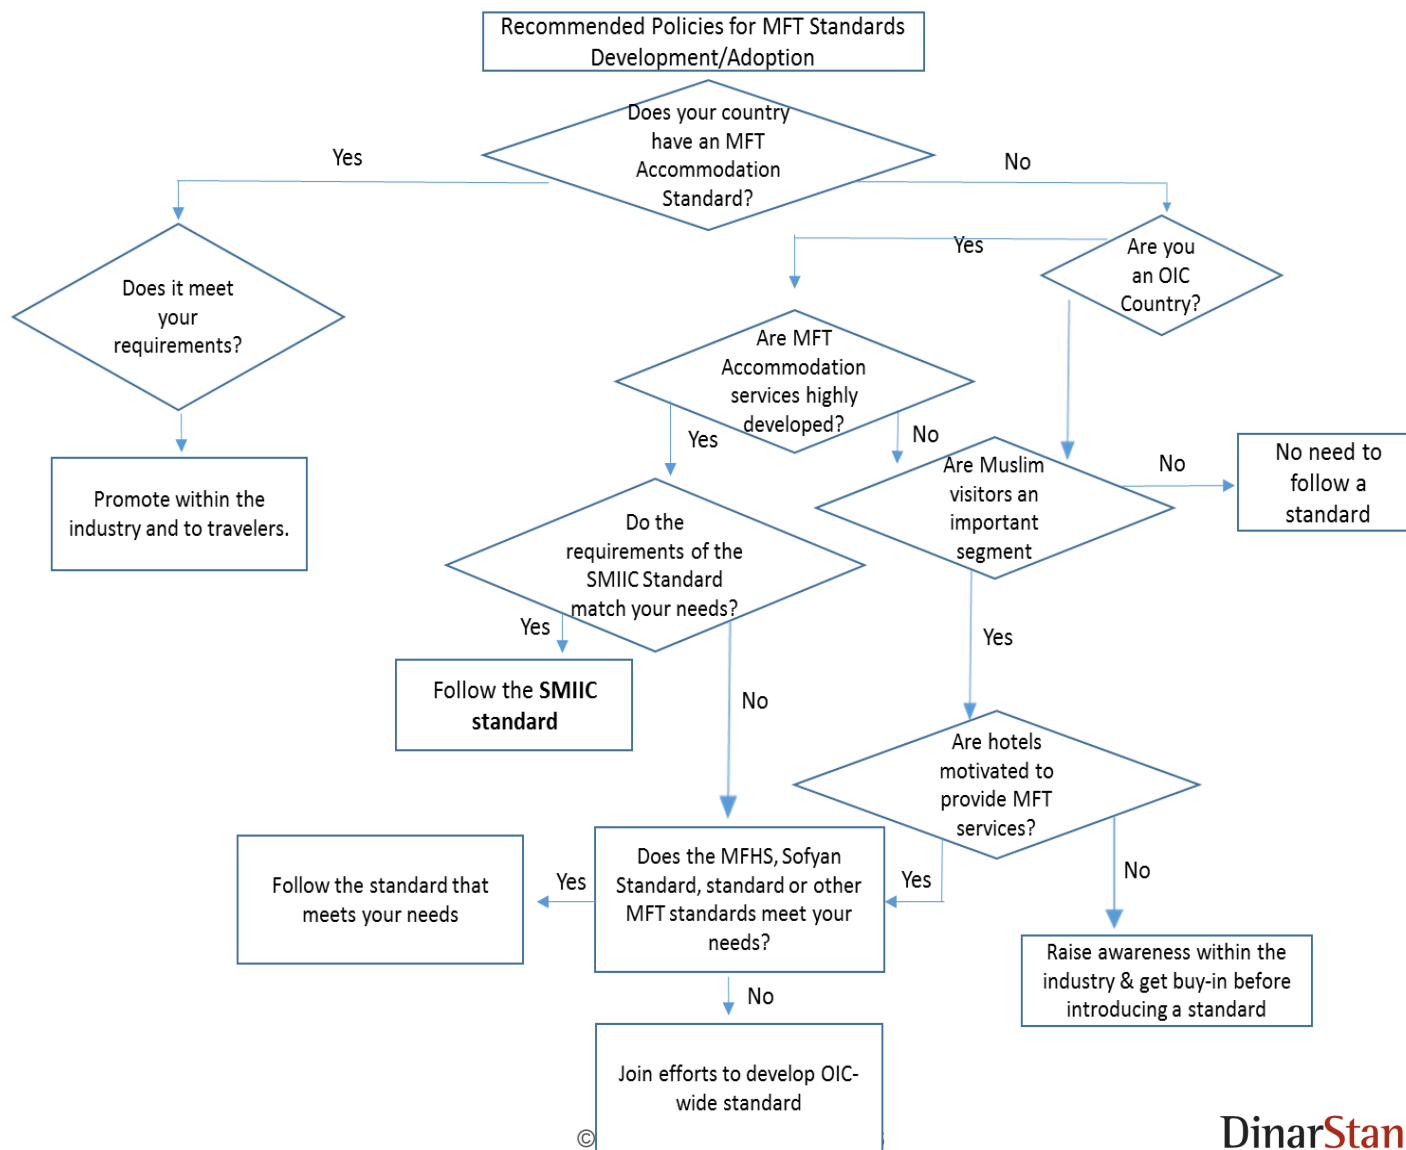 Recommended Policies for MFT Standards
Development/Adoption
Does your country
have an MFT
Accommodation
Standard?
Yes
No
Does it meet
your
requirements?
Yes
Are you
an OIC
Country?
Are MFT
Accommodation
services highly
developed?
Yes
No
Promote within the
industry and to travelers.
Are Muslim
visitors an
important
segment
No
No need to
follow a
standard
Do the
requirements of the
SMIIC Standard
match your needs?
Yes
Follow the SMIIC
standard
No
Yes
Are hotels
motivated to
provide MFT
services?
Follow the standard that
meets your needs
Yes
Does the MFHS, Sofyan
Standard, standard or other
MFT standards meet your
needs?
Yes
No
Raise awareness within the
industry & get buy-in before
introducing a standard
No
Join efforts to develop OIC-
wide standard
©
DinarStan